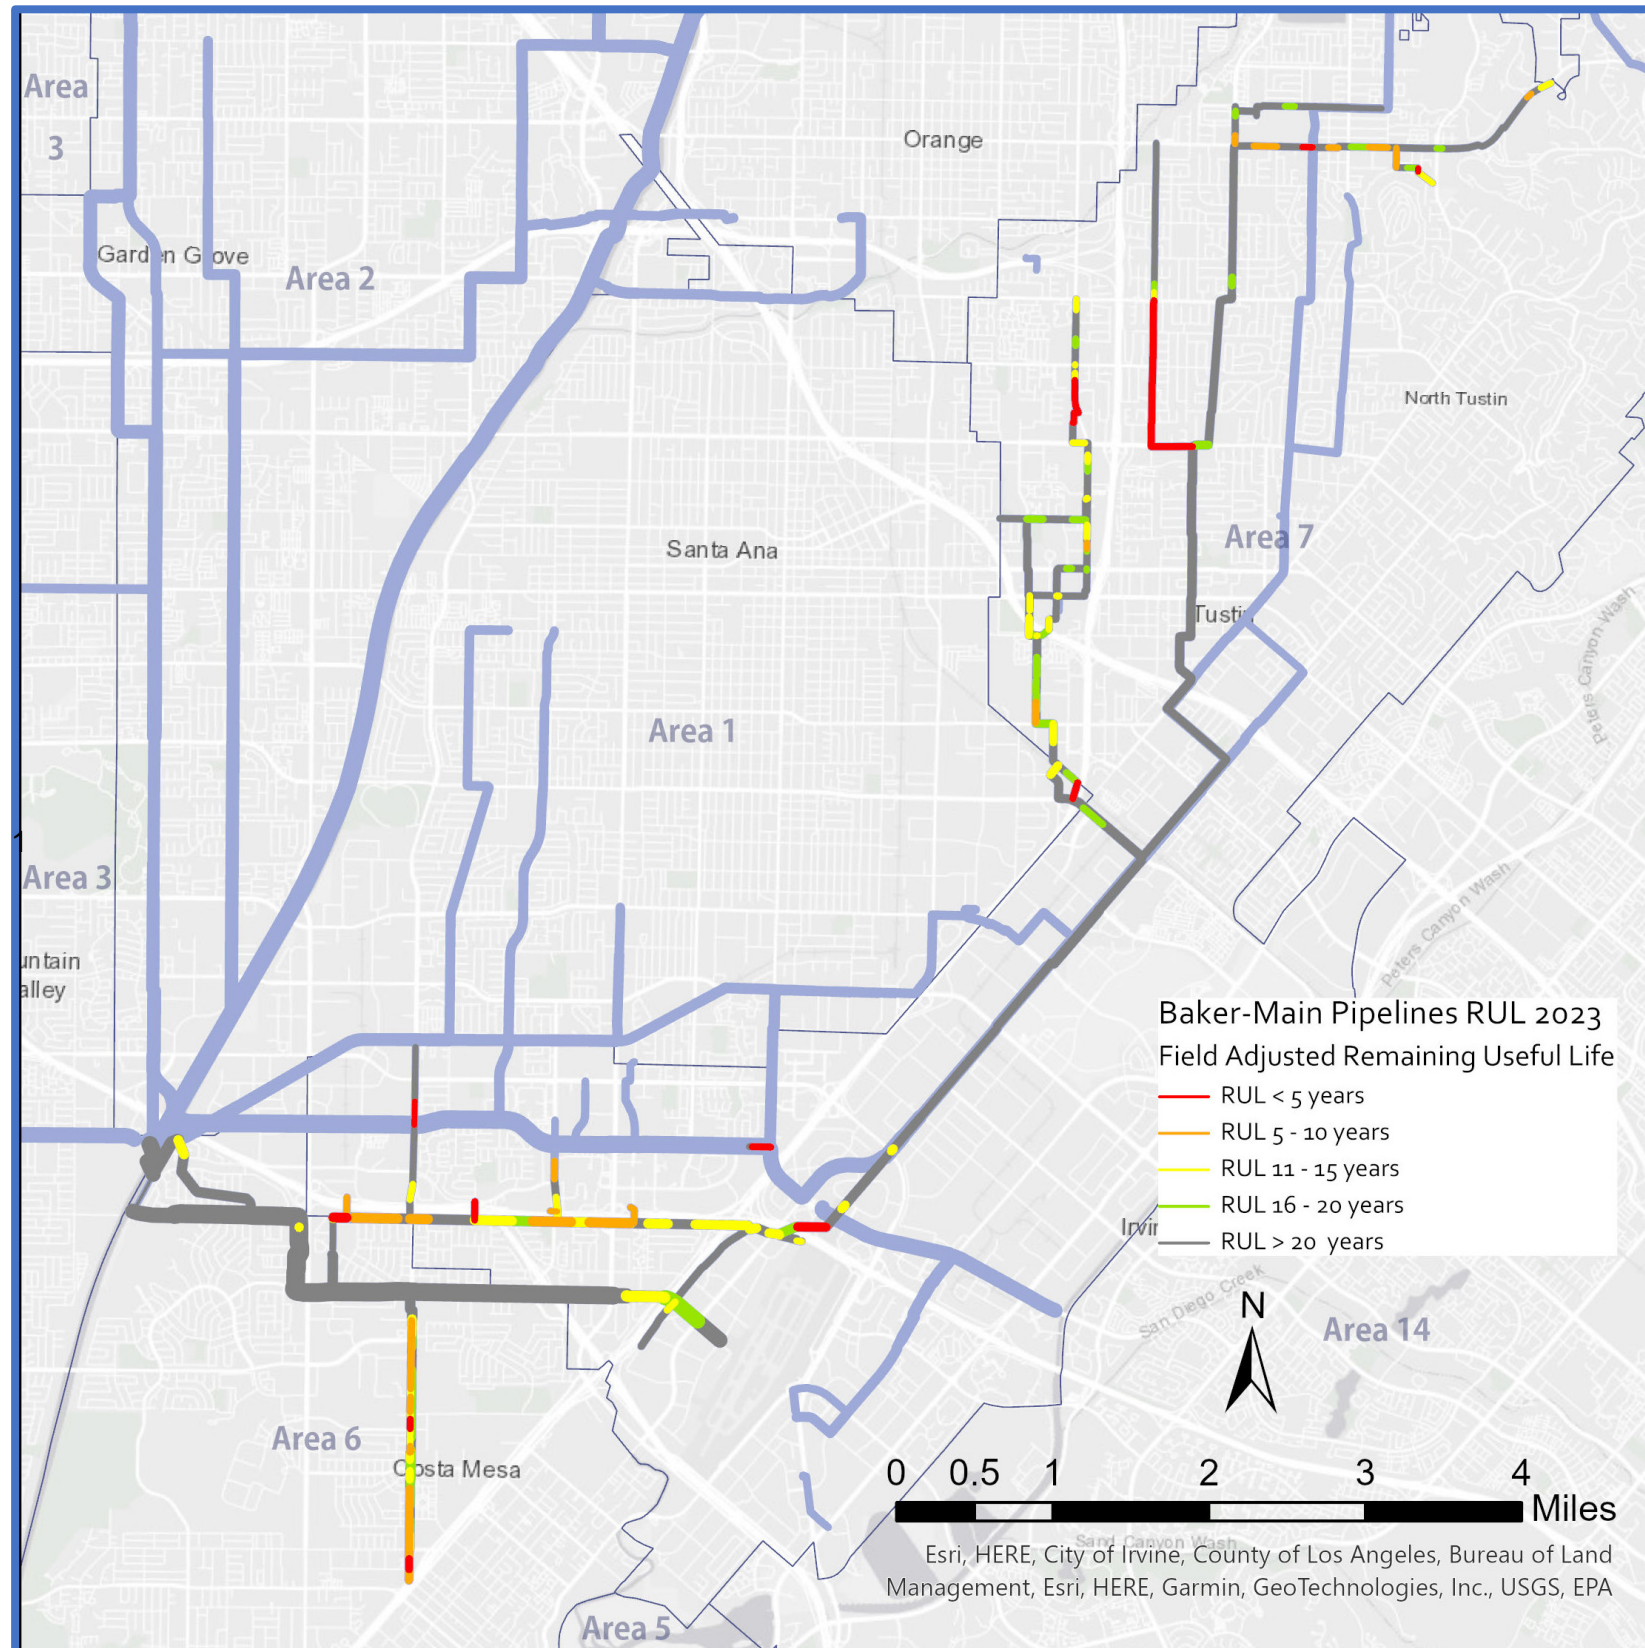 Area
3
Orange
Garden Grove
Area 2
North Tustin
Santa Ana
Area 7
Tustin
Peters Canyon Wash
Area 1
1
Area 3
Peters Canyon Wash
untain
alley
Baker-Main Pipelines RUL 2023
Field Adjusted Remaining Useful Life
RUL < 5 years
RUL 5 - 10 years
RUL 11 - 15 years
RUL 16 - 20 years
RUL > 20 years
Irvin
San Diego Creek
N
Area 14
Area 6
Costa Mesa
0 0.5 1 2 3 4
Miles
Sand Canyon Wash
Esri, HERE, City of Irvine, County of Los Angeles, Bureau of Land
Management, Esri, HERE, Garmin, GeoTechnologies, Inc., USGS, EPA
Area 5